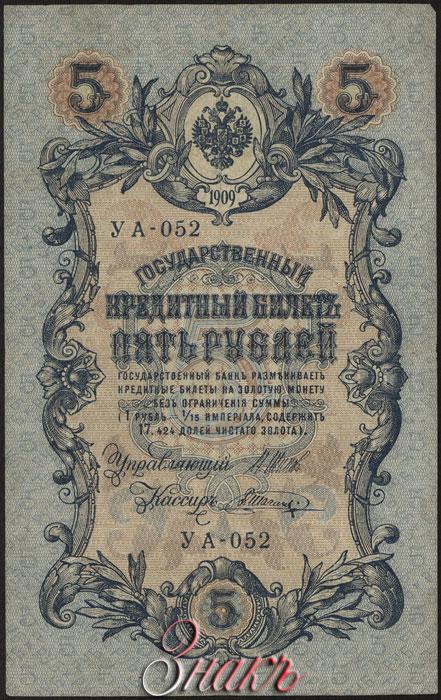 5 5
1909
УА-052
ГОСУДАРСТВЕННЫЙ
КРЕДИТНЫЙ БИЛЕТЪ
ПЯТЬ РУБЛЕЙ
ГОСУДАРСТВЕННЫЙ БАНКЪ РАЗМѢНИВАЕТЪ
КРЕДИТНЫЕ БИЛЕТЫ НА ЗОЛОТУЮ МОНЕТУ
БЕЗЪ ОГРАНИЧЕНІЯ СУММЫ
(1 РУБЛЬ = 1/15 ИМПЕРІАЛА, СОДЕРЖИТЪ
17,424 ДОЛЕЙ ЧИСТАГО ЗОЛОТА).
Управляющій
Кассиръ
УА-052
5
Знакъ